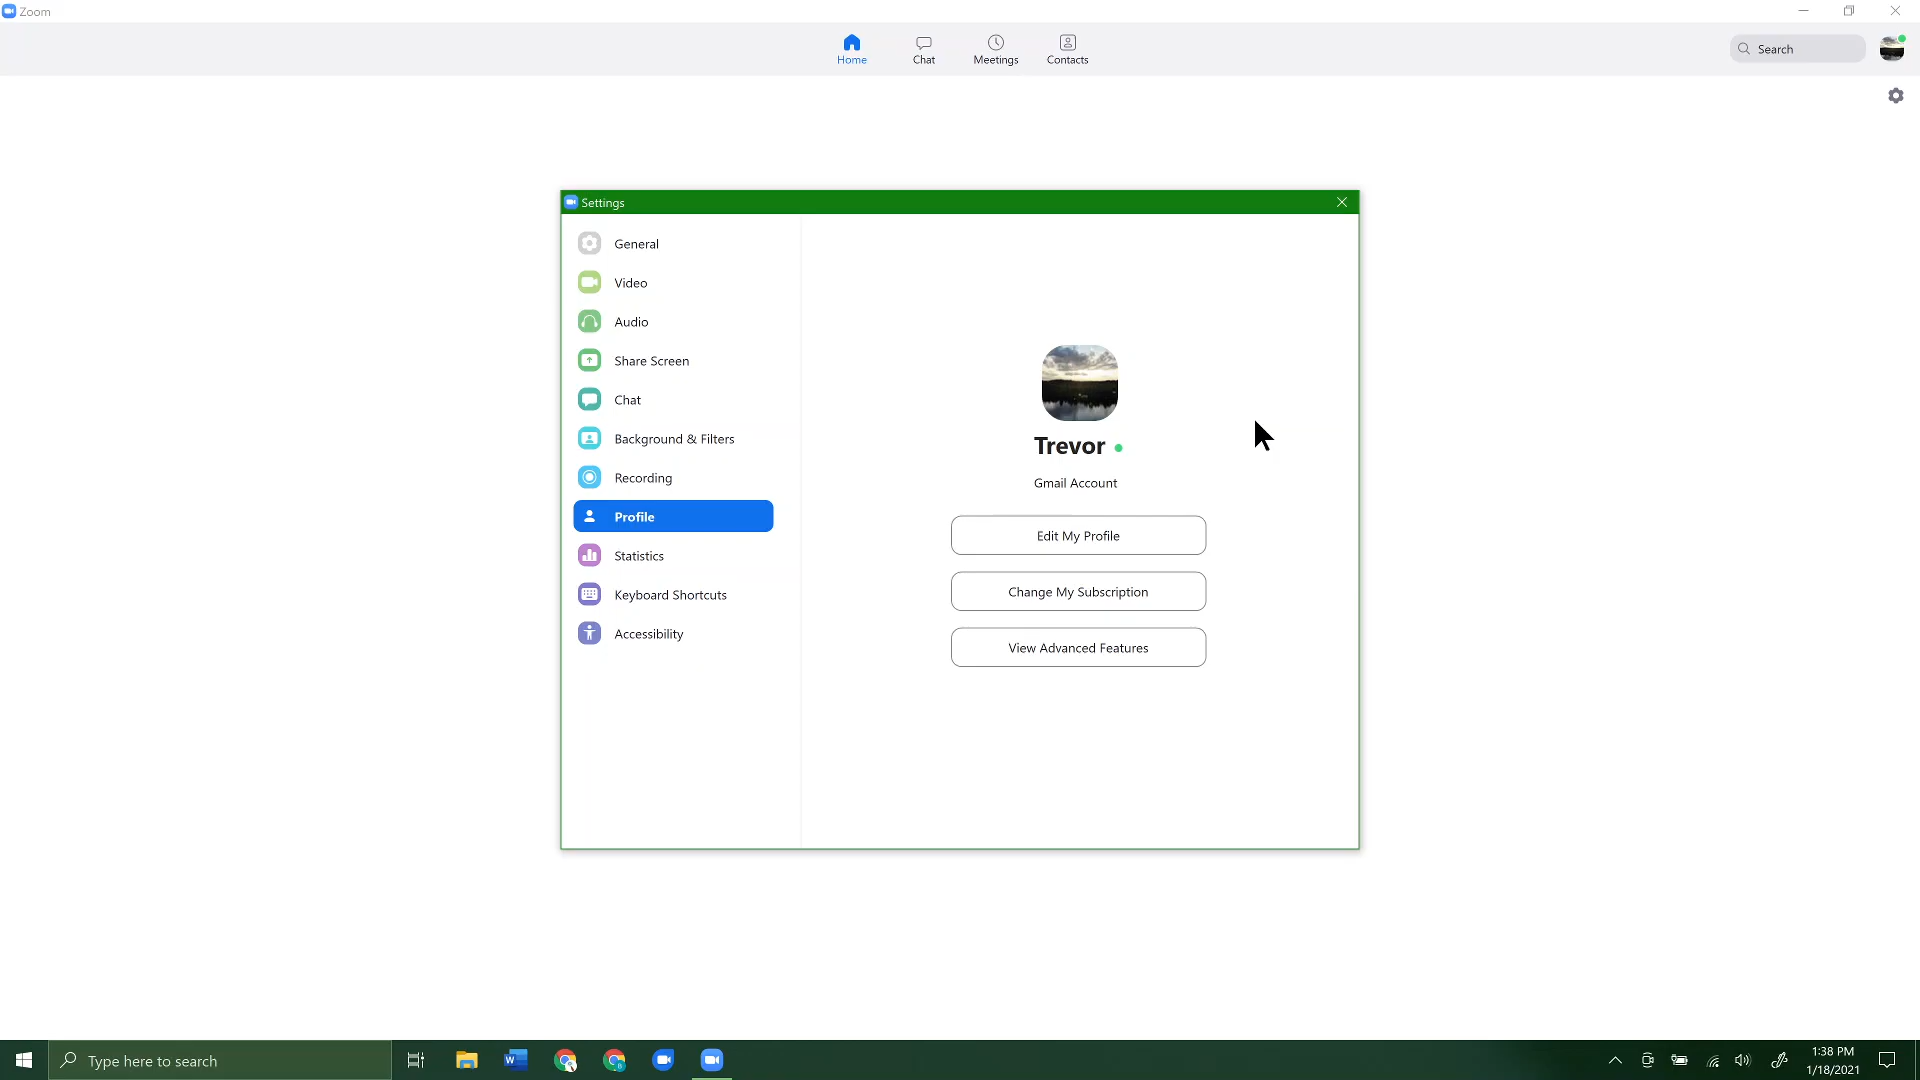 Zoom
Home
Chat
Meetings
Contacts
Search
Settings
General
Video
Audio
Share Screen
Chat
Background & Filters
Recording
Profile
Statistics
Keyboard Shortcuts
Accessibility
Trevor
Gmail Account
Edit My Profile
Change My Subscription
View Advanced Features
Type here to search
1:38 PM
1/18/2021